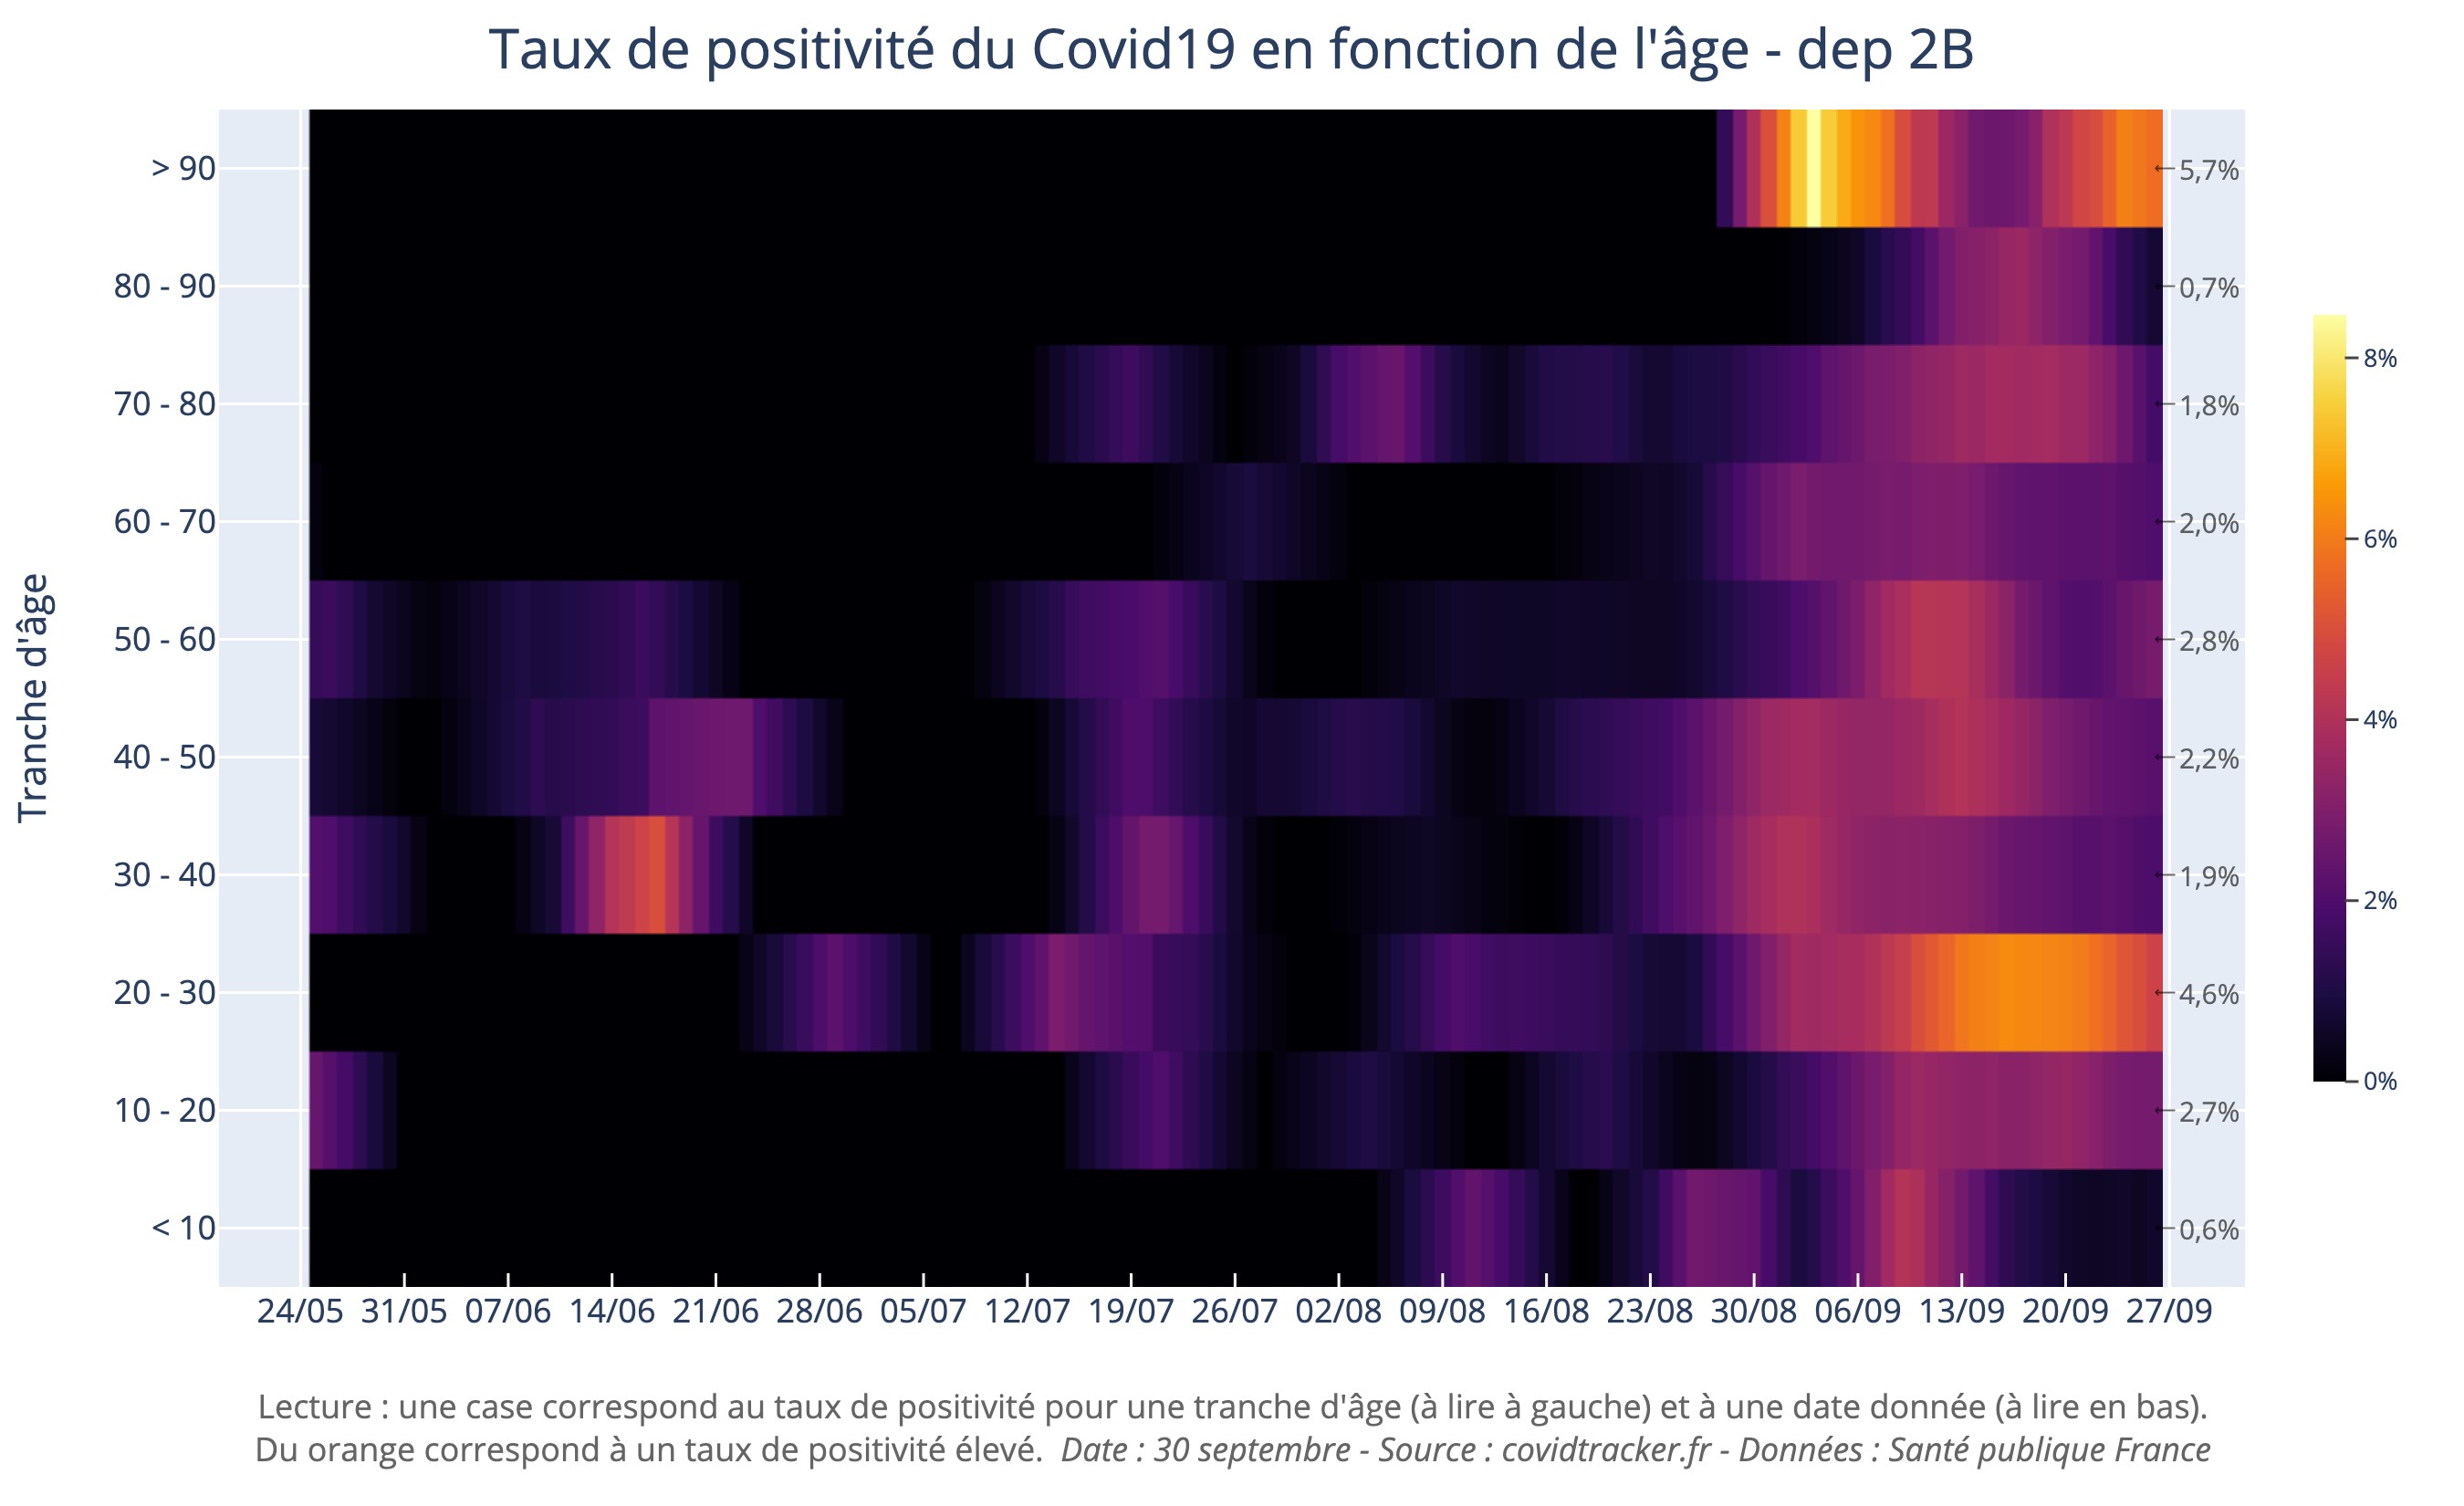 Taux de positivité du Covid19 en fonction de l'âge - dep 2B
Tranche d'âge
> 90
80 - 90
70 - 80
60 - 70
50 - 60
40 - 50
30 - 40
20 - 30
10 - 20
< 10
5,7%
0,7%
1,8%
2,0%
2,8%
2,2%
1,9%
4,6%
2,7%
0,6%
8%
6%
4%
2%
0%
24/05 31/05 07/06 14/06 21/06 28/06 05/07 12/07 19/07 26/07 02/08 09/08 16/08 23/08 30/08 06/09 13/09 20/09 27/09
Lecture : une case correspond au taux de positivité pour une tranche d'âge (à lire à gauche) et à une date donnée (à lire en bas).
Du orange correspond à un taux de positivité élevé. Date : 30 septembre - Source : covidtracker.fr - Données : Santé publique France